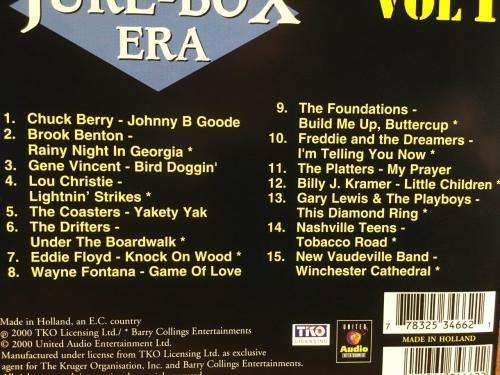 JUKE-BOX
ERA
VOL 1
1. Chuck Berry - Johnny B Goode
2. Brook Benton -
Rainy Night In Georgia *
3. Gene Vincent - Bird Doggin'
4. Lou Christie -
Lightnin' Strikes *
5. The Coasters - Yakety Yak
6. The Drifters -
Under The Boardwalk *
7. Eddie Floyd - Knock On Wood *
8. Wayne Fontana - Game Of Love
9. The Foundations -
Build Me Up, Buttercup *
10. Freddie and the Dreamers -
I'm Telling You Now *
11. The Platters - My Prayer
12. Billy J. Kramer - Little Children *
13. Gary Lewis & The Playboys -
This Diamond Ring *
14. Nashville Teens -
Tobacco Road *
15. New Vaudeville Band -
Winchester Cathedral *
Made in Holland, an E.C. country
℗ 2000 TKO Licensing Ltd./ * Barry Collings Entertainments
© 2000 United Audio Entertainment Ltd.
Manufactured under license from TKO Licensing Ltd. as exclusive
agent for The Kruger Organisation, Inc. and Barry Collings Entertainments
TKO
LICENSING
UNITED
Audio
ENTERTAINMENT
7 78325 34662 1
MADE IN HOLLAND